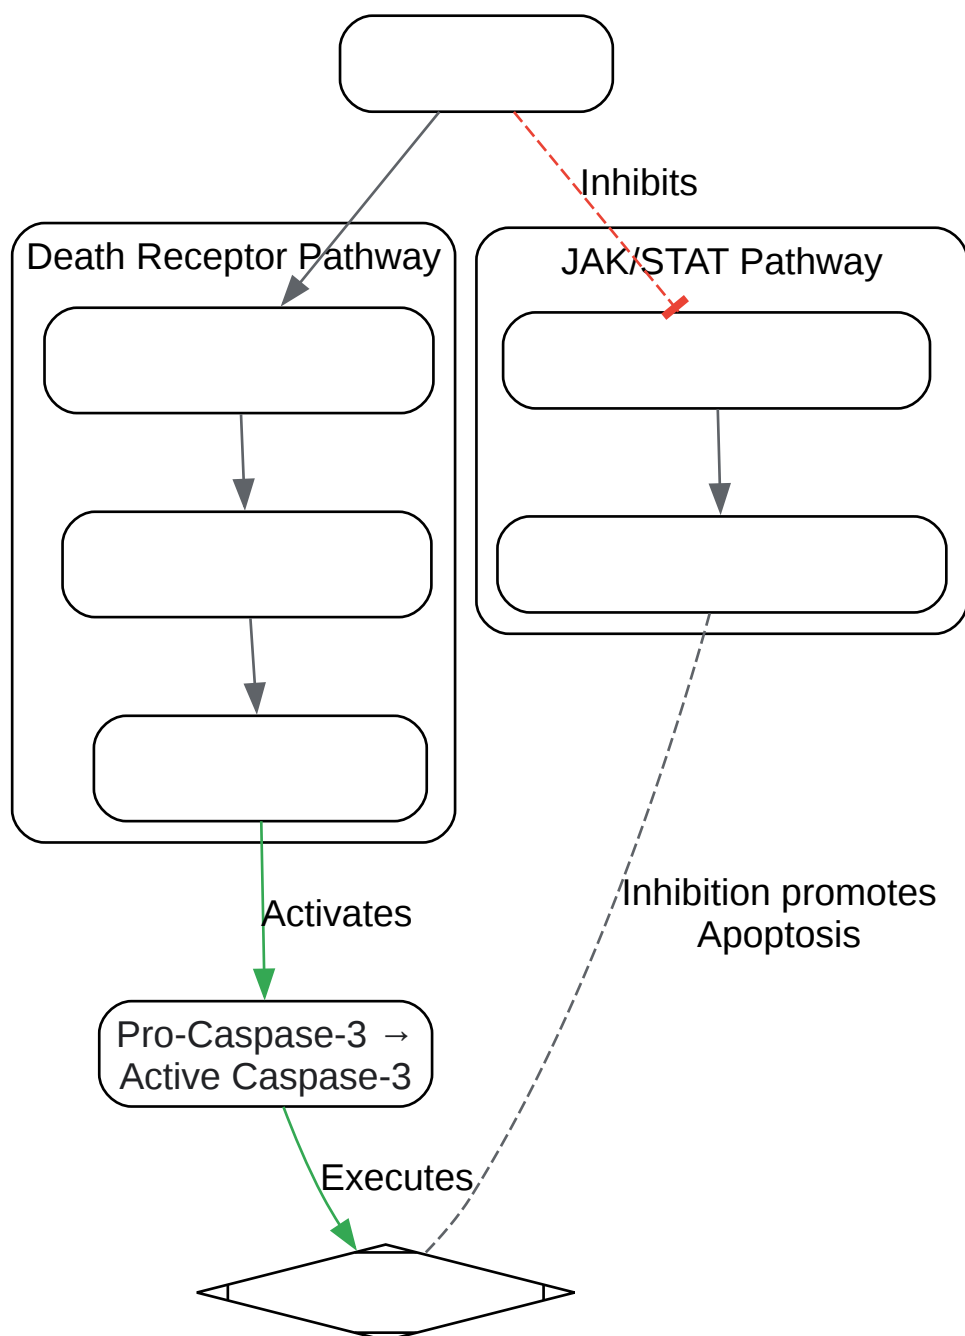 Inhibits
Death Receptor Pathway
JAK/STAT Pathway
Activates
Inhibition promotes
Apoptosis
Pro-Caspase-3 →
Active Caspase-3
Executes